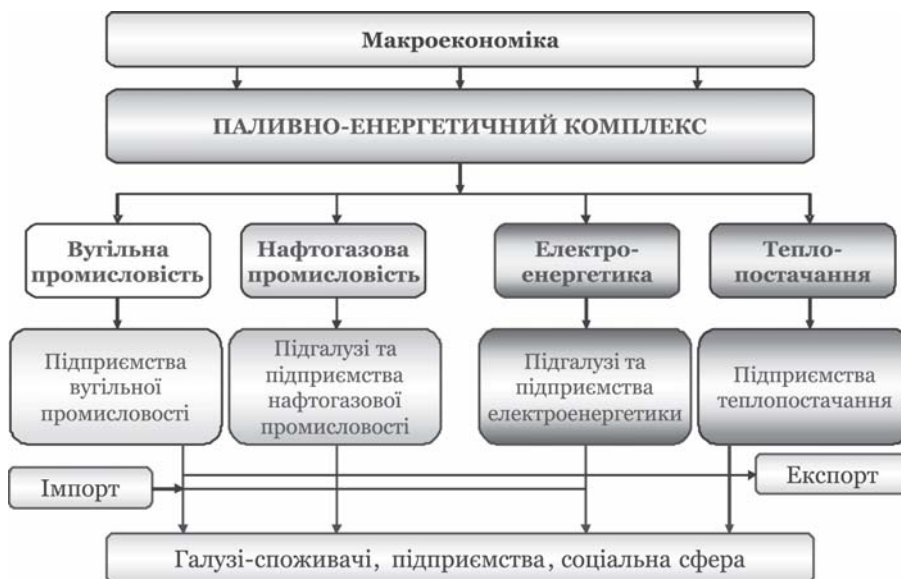 Макроекономіка
ПАЛИВНО-ЕНЕРГЕТИЧНИЙ КОМПЛЕКС
Вугільна
промисловість
Нафтогазова
промисловість
Електро-
енергетика
Тепло-
постачання
Підприємства
вугільної
промисловості
Підгалузі та
підприємства
нафтогазової
промисловості
Підгалузі та
підприємства
електроенергетики
Підприємства
теплопостачання
Імпорт
Експорт
Галузі-споживачі, підприємства, соціальна сфера